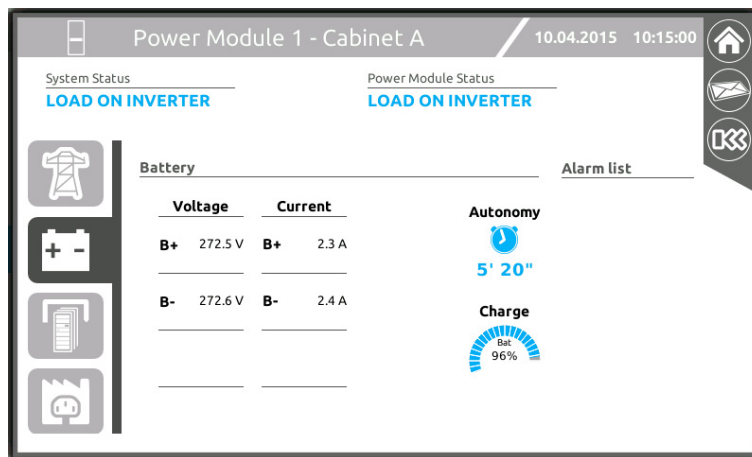 Power Module 1 - Cabinet A
10.04.2015 10:15:00
System Status
LOAD ON INVERTER
Power Module Status
LOAD ON INVERTER
Battery
Alarm list
Voltage Current
B+ 272.5 V B+ 2.3 A
B- 272.6 V B- 2.4 A
Autonomy
5' 20"
Charge
Bat
96%